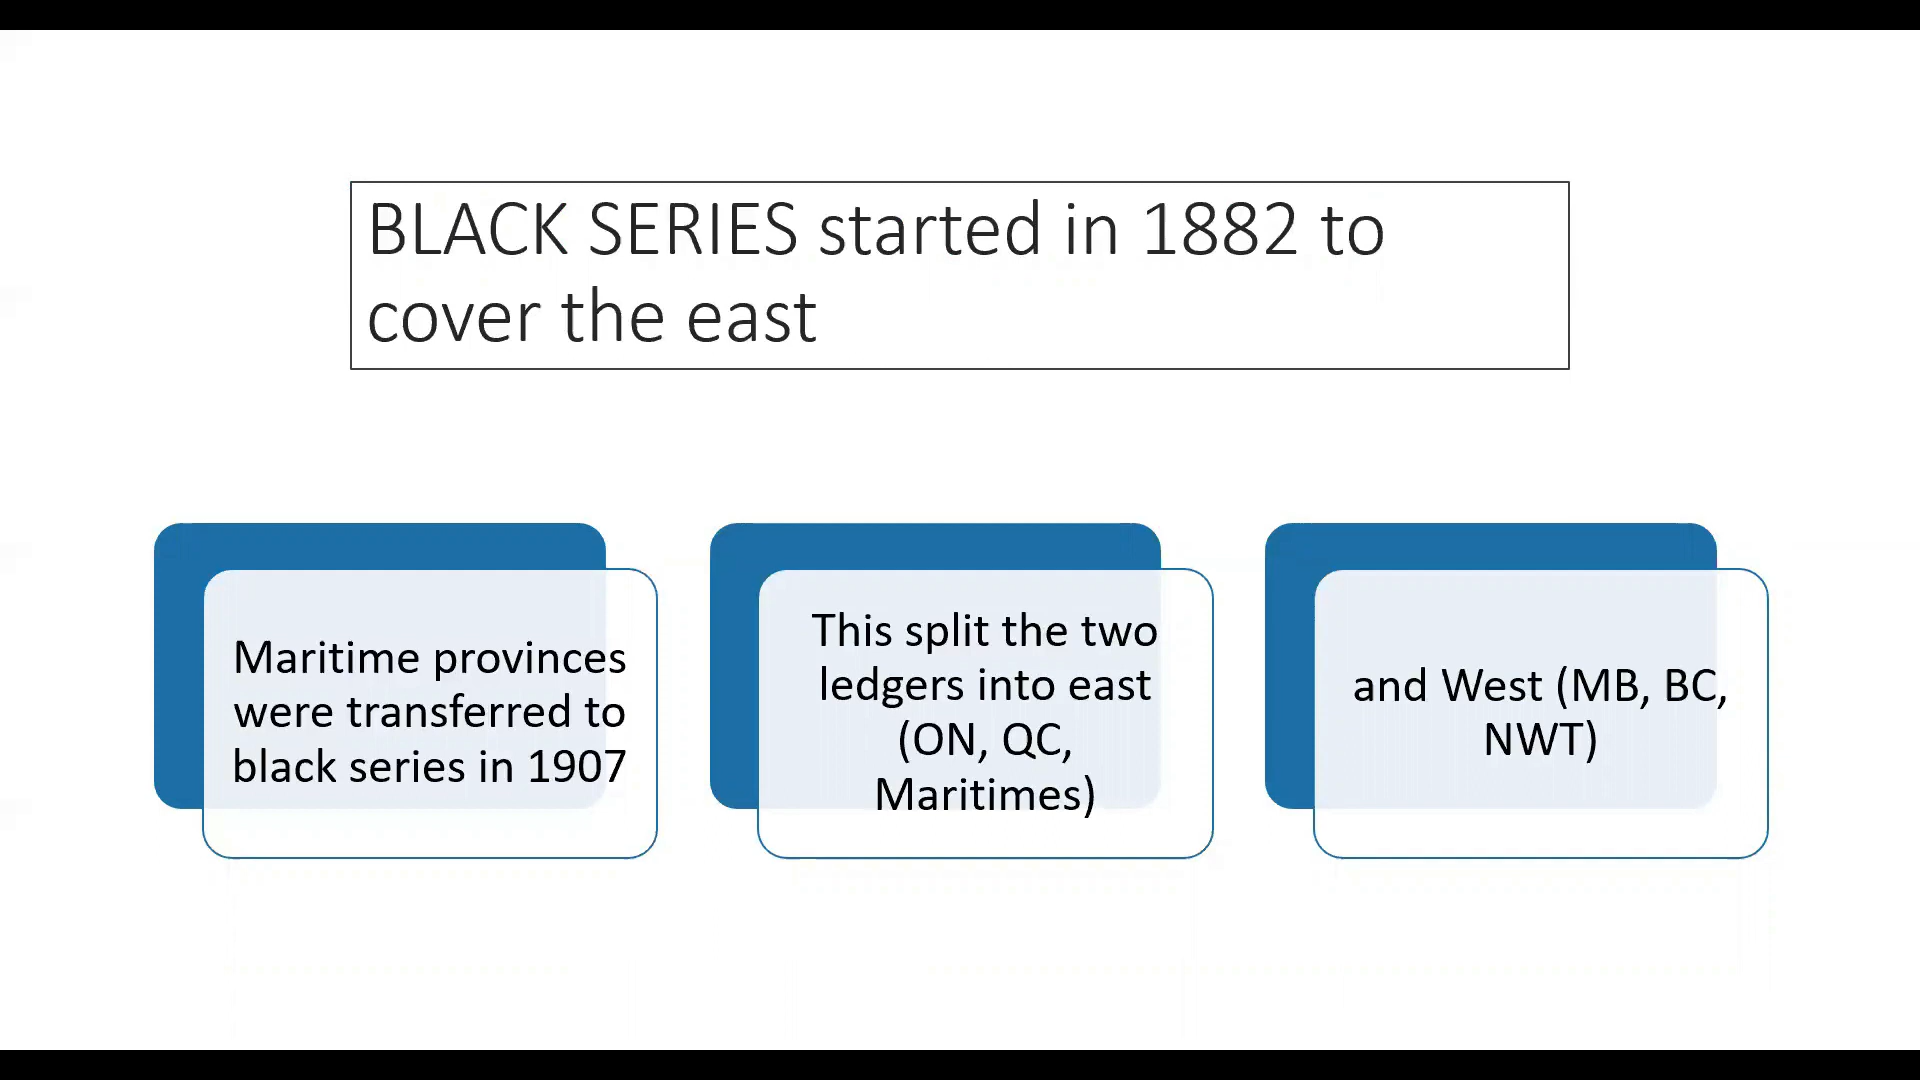 BLACK SERIES started in 1882 to
cover the east
Maritime provinces
were transferred to
black series in 1907
This split the two
ledgers into east
(ON, QC,
Maritimes)
and West (MB, BC,
NWT)